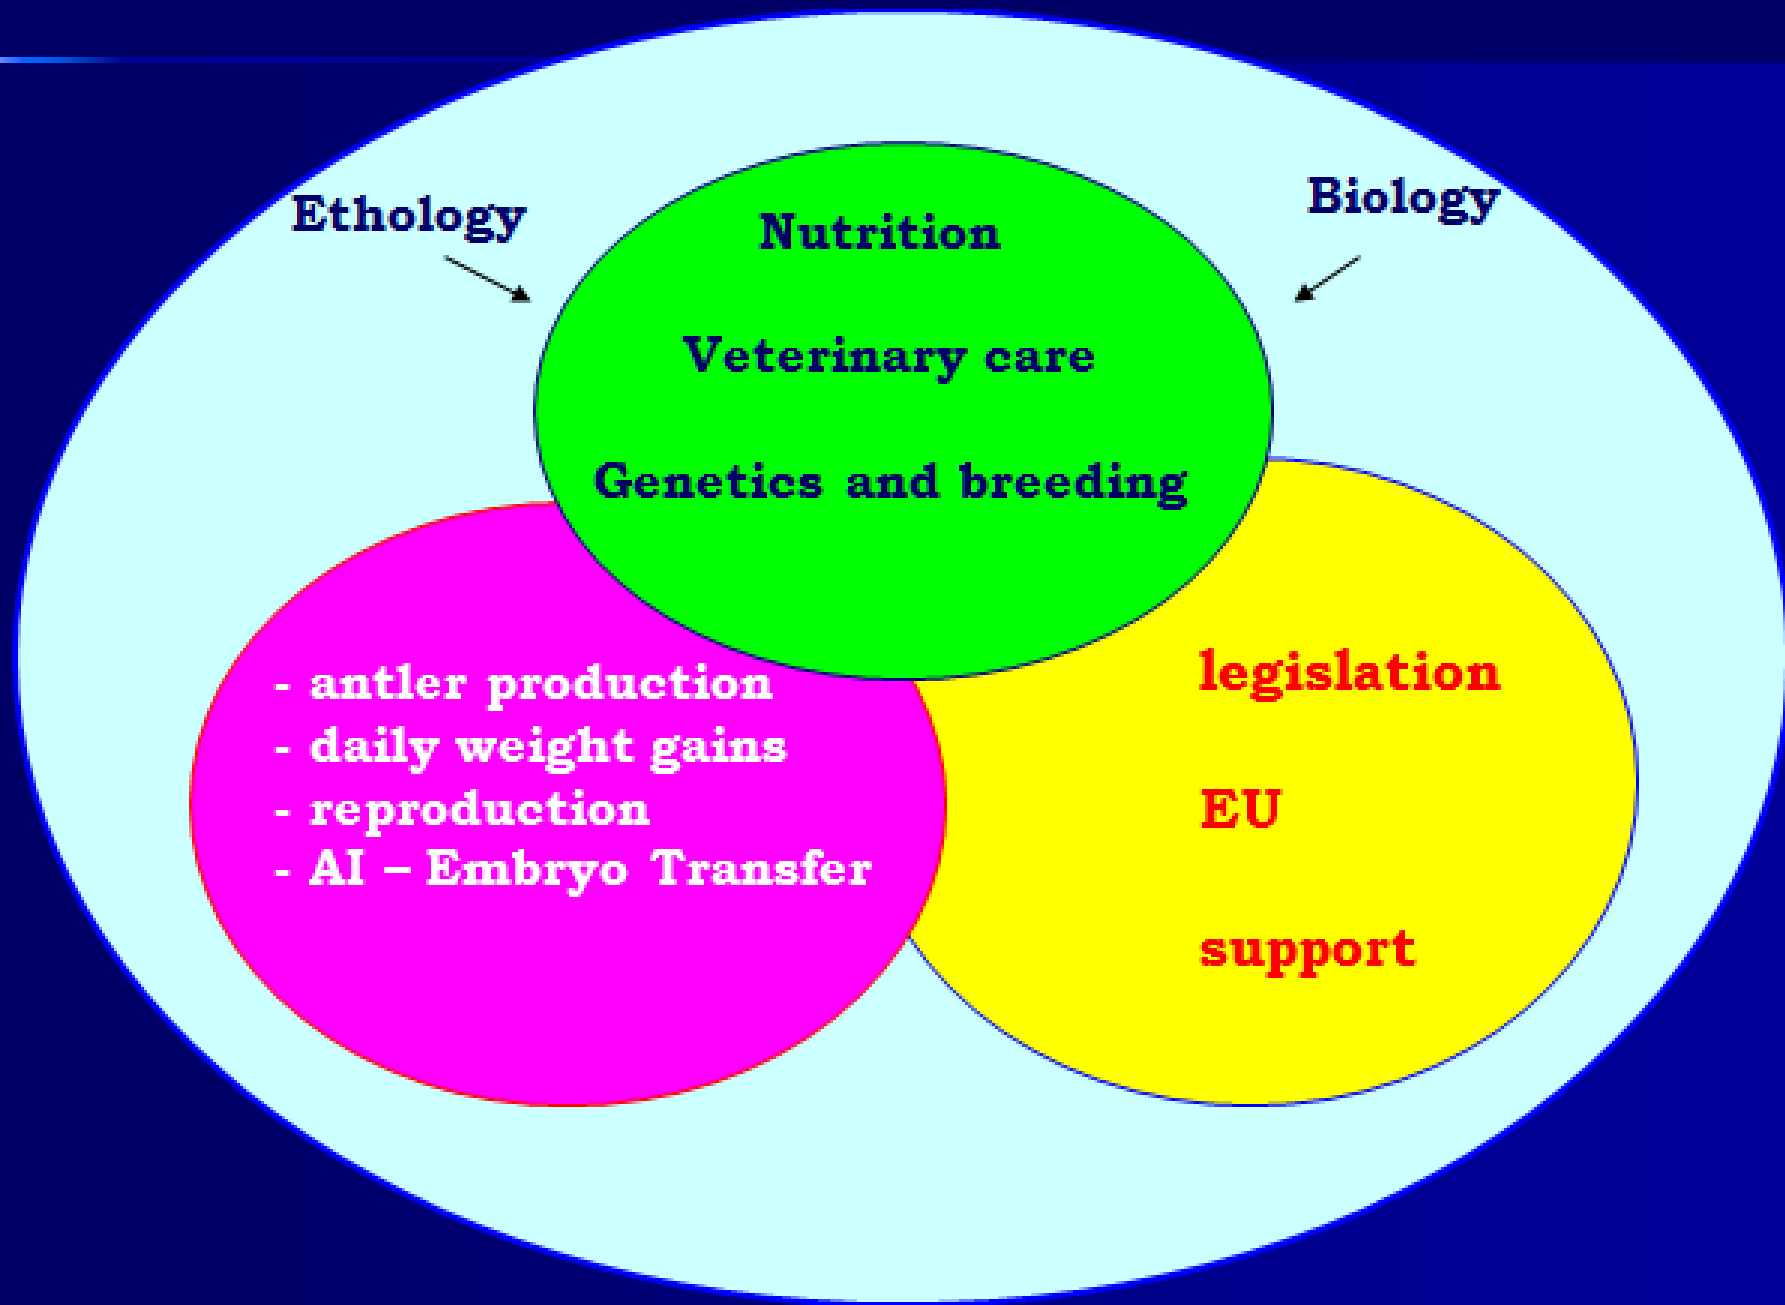 Ethology
Biology
Nutrition
Veterinary care
Genetics and breeding
- antler production
- daily weight gains
- reproduction
- AI – Embryo Transfer
legislation
EU
support